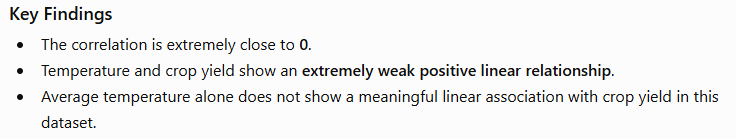 Key Findings
• The correlation is extremely close to 0.
• Temperature and crop yield show an extremely weak positive linear relationship.
• Average temperature alone does not show a meaningful linear association with crop yield in this
dataset.